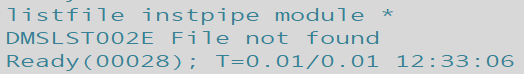 listfile instpipe module *
DMSLST002E File not found
Ready(00028); T=0.01/0.01 12:33:06